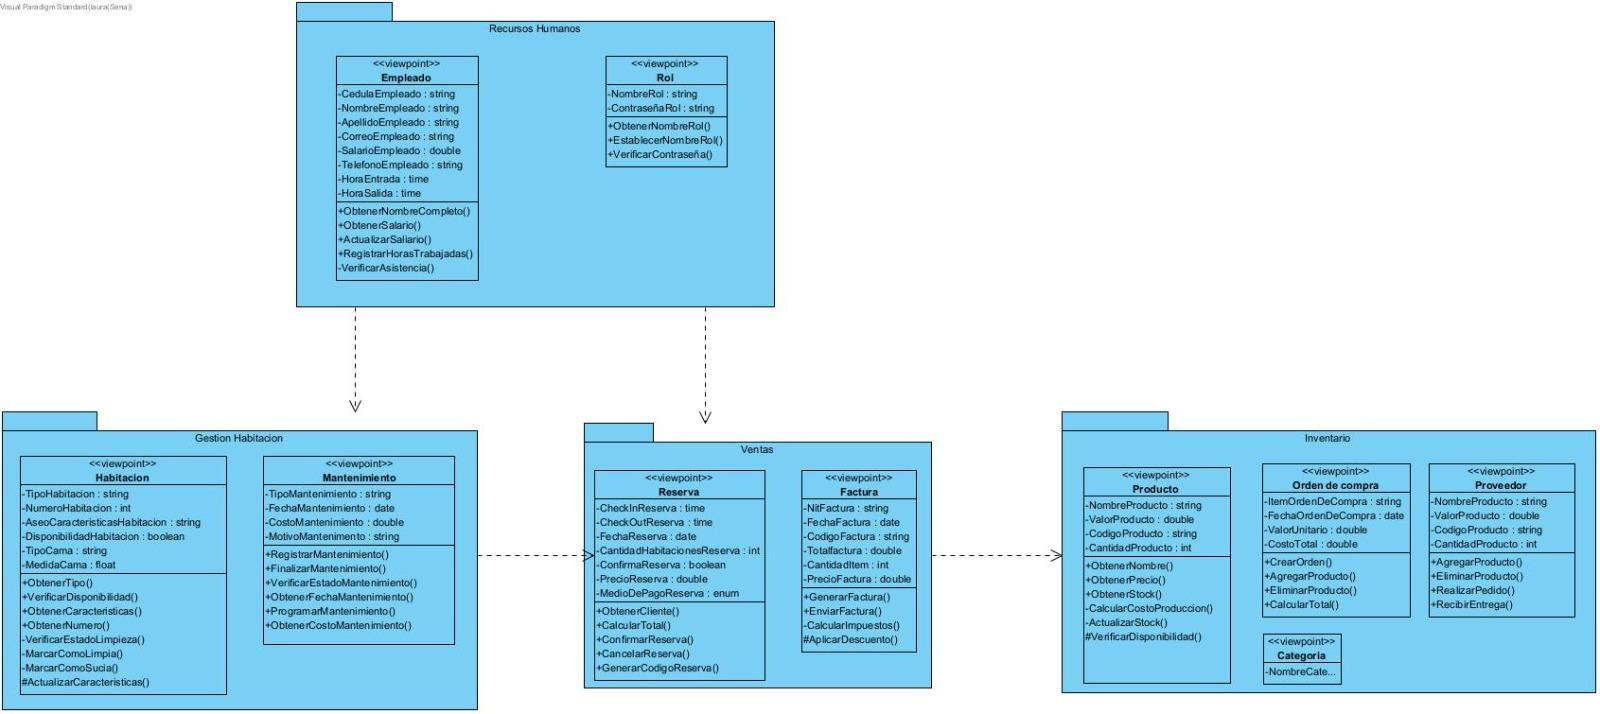 Visual Paradigm Standard(laura(Sena))
Recursos Humanos
<<viewpoint>>
Empleado
-CedulaEmpleado : string
-NombreEmpleado : string
-ApellidoEmpleado : string
-CorreoEmpleado : string
-SalarioEmpleado : double
-TelefonoEmpleado : string
-HoraEntrada : time
-HoraSalida : time
+ObtenerNombreCompleto()
+ObtenerSalario()
+ActualizarSaliario()
+RegistrarHorasTrabajadas()
-VerificarAsistencia()
<<viewpoint>>
Rol
-NombreRol : string
-ContraseñaRol : string
+ObtenerNombreRol()
+EstablecerNombreRol()
+VerificarContraseña()
Gestion Habitacion
<<viewpoint>>
Habitacion
-TipoHabitacion : string
-NumeroHabitacion : int
-AseoCaracteristicasHabitacion : string
-DisponibilidadHabitacion : boolean
-TipoCama : string
-MedidaCama : float
+ObtenerTipo()
+VerificarDisponibilidad()
+ObtenerCaracteristicas()
+ObtenerNumero()
-VerificarEstadoLimpieza()
-MarcarComoLimpia()
-MarcarComoSucia()
#ActualizarCaracteristicas()
<<viewpoint>>
Mantenimiento
-TipoMantenimiento : string
-FechaMantenimiento : date
-CostoMantenimiento : double
-MotivoMantenimiento : string
+RegistrarMantenimiento()
+FinalizarMantenimiento()
+VerificarEstadoMantenimiento()
+ObtenerFechaMantenimiento()
+ProgramarMantenimiento()
+ObtenerCostoMantenimiento()
Ventas
<<viewpoint>>
Reserva
-CheckInReserva : time
-CheckOutReserva : time
-FechaReserva : date
-CantidadHabitacionesReserva : int
-ConfirmaReserva : boolean
-PrecioReserva : double
-MedioDePagoReserva : enum
+ObtenerCliente()
+CalcularTotal()
+ConfirmarReserva()
+CancelarReserva()
+GenerarCodigoReserva()
<<viewpoint>>
Factura
-NitFactura : string
-FechaFactura : date
-CodigoFactura : string
-Totalfactura : double
-CantidadItem : int
-PrecioFactura : double
+GenerarFactura()
+EnviarFactura()
-CalcularImpuestos()
#AplicarDescuento()
Inventario
<<viewpoint>>
Producto
-NombreProducto : string
-ValorProducto : double
-CodigoProducto : string
-CantidadProducto : int
+ObtenerNombre()
+ObtenerPrecio()
+ObtenerStock()
-CalcularCostoProduccion()
-ActualizarStock()
#VerificarDisponibilidad()
<<viewpoint>>
Orden de compra
-ItemOrdenDeCompra : string
-FechaOrdenDeCompra : date
-ValorUnitario : double
-CostoTotal : double
+CrearOrden()
+AgregarProducto()
+EliminarProducto()
+CalcularTotal()
<<viewpoint>>
Proveedor
-NombreProducto : string
-ValorProducto : double
-CodigoProducto : string
-CantidadProducto : int
+AgregarProducto()
+EliminarProducto()
+RealizarPedido()
+RecibirEntrega()
<<viewpoint>>
Categoria
-NombreCate...